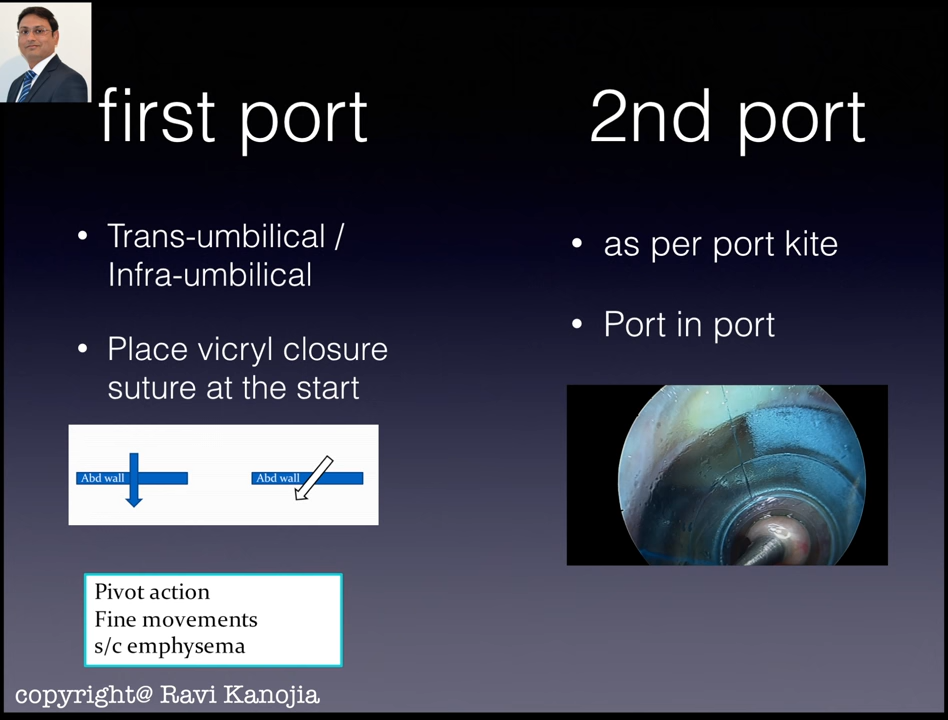 first port
Trans-umbilical /
Infra-umbilical
Place vicryl closure
suture at the start
Abd wall
Abd wall
Pivot action
Fine movements
s/c emphysema
2nd port
as per port kite
Port in port
copyright@ Ravi Kanojia